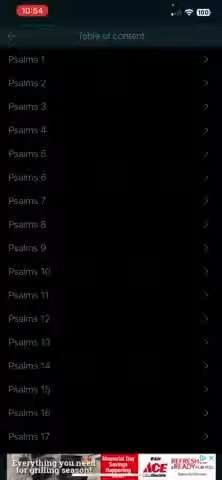 10:54
100
Table of content
Psalms 1
Psalms 2
Psalms 3
Psalms 4
Psalms 5
Psalms 6
Psalms 7
Psalms 8
Psalms 9
Psalms 10
Psalms 11
Psalms 12
Psalms 13
Psalms 14
Psalms 15
Psalms 16
Psalms 17
Everything you need
for grilling season.
Memorial Day
Savings
Happening
ACE
REFRESH
&READY